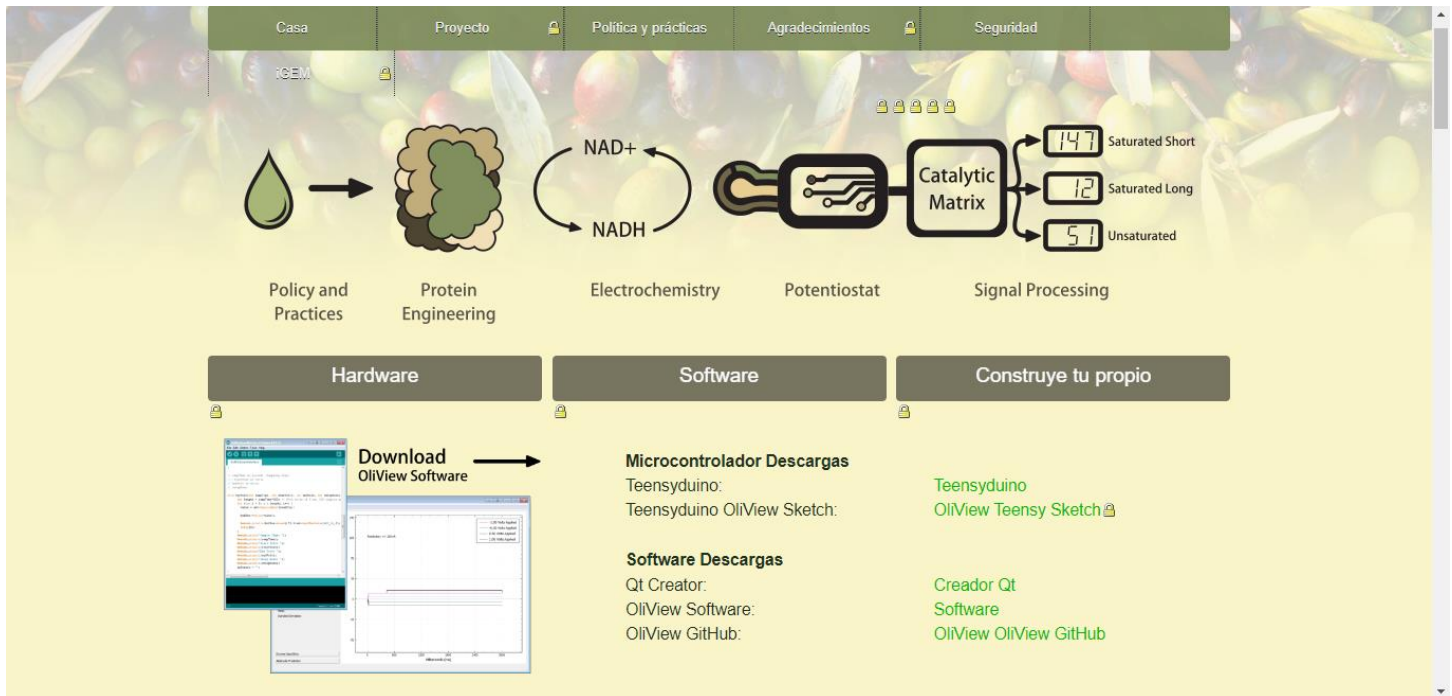 Casa
Proyecto
Política y prácticas
Agradecimientos
Seguridad
iGEM
NAD+
NADH
Catalytic
Matrix
147
Saturated Short
12
Saturated Long
51
Unsaturated
Policy and
Practices
Protein
Engineering
Electrochemistry
Potentiostat
Signal Processing
Hardware
Software
Construye tu propio
Download
OliView Software
Microcontrolador Descargas
Teensyduino: Teensyduino
Teensyduino OliView Sketch: OliView Teensy Sketch
Software Descargas
Qt Creator: Creador Qt
OliView Software: Software
OliView GitHub: OliView OliView GitHub